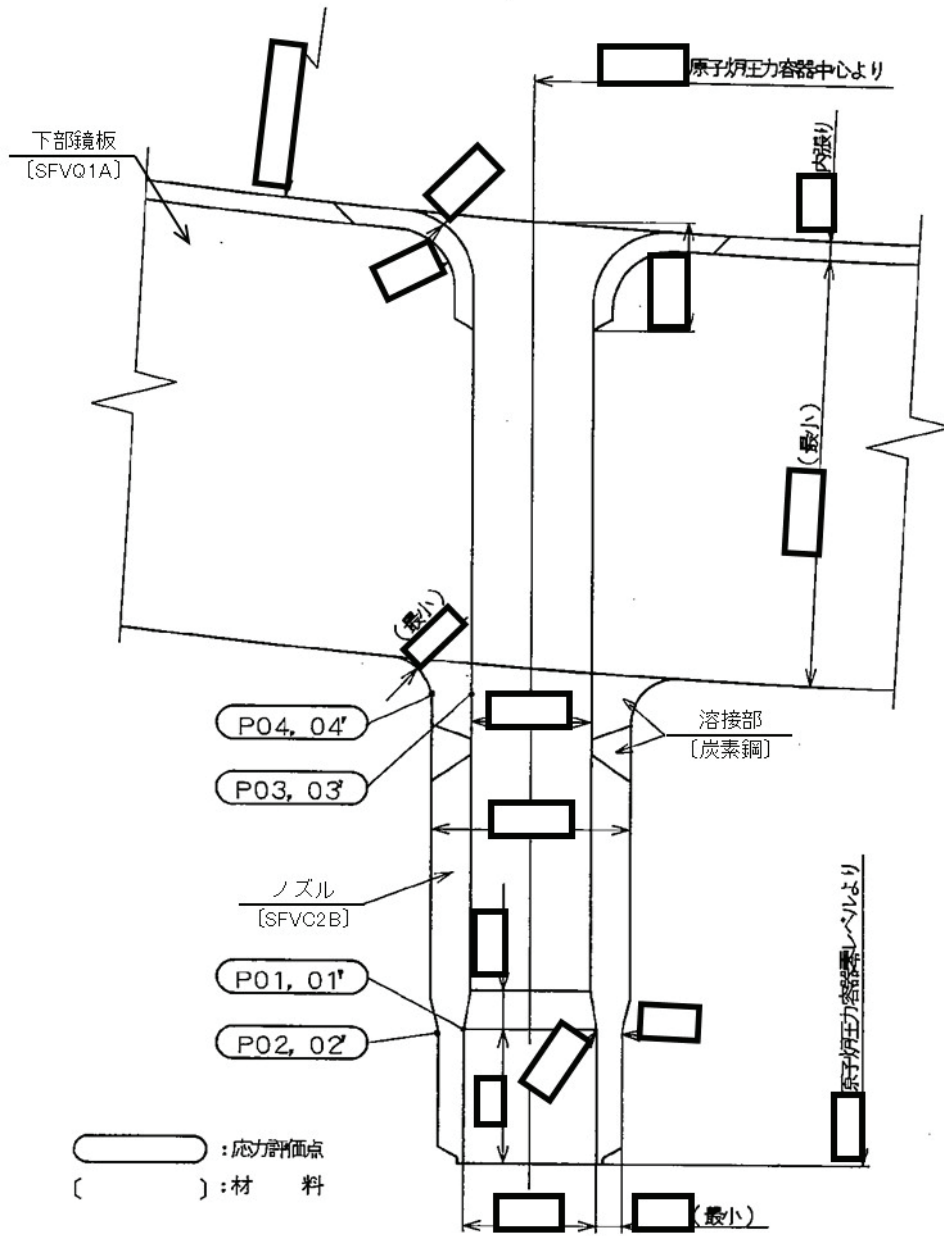 原子炉圧力容器中心より
下部鏡板
[SFVQ1A]
内張り
(最小)
(最小)
P04, 04'
P03, 03'
溶接部
[炭素鋼]
ノズル
[SFVC2B]
P01, 01'
P02, 02'
原子炉圧力容器零レベルより
: 応力評価点
[ ] : 材 料
(最小)